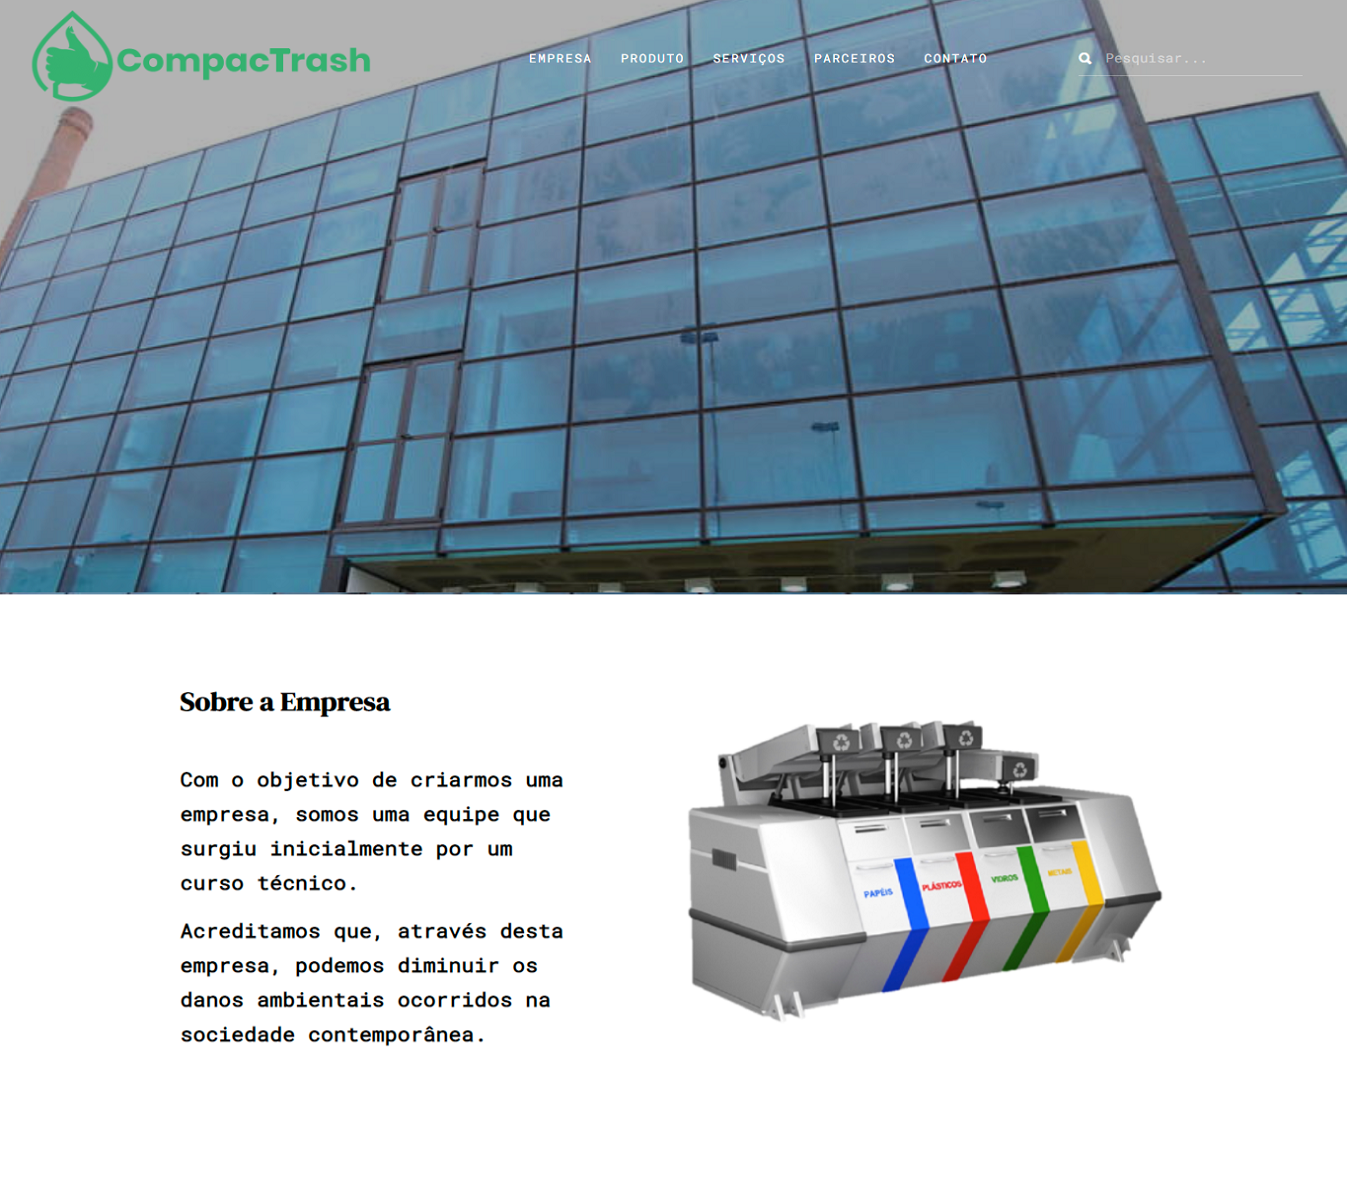 CompacTrash
EMPRESA PRODUTO SERVIÇOS PARCEIROS CONTATO
Pesquisar...
Sobre a Empresa
Com o objetivo de criarmos uma
empresa, somos uma equipe que
surgiu inicialmente por um
curso técnico.
Acreditamos que, através desta
empresa, podemos diminuir os
danos ambientais ocorridos na
sociedade contemporânea.
PAPÉIS PLÁSTICOS VIDROS METAIS